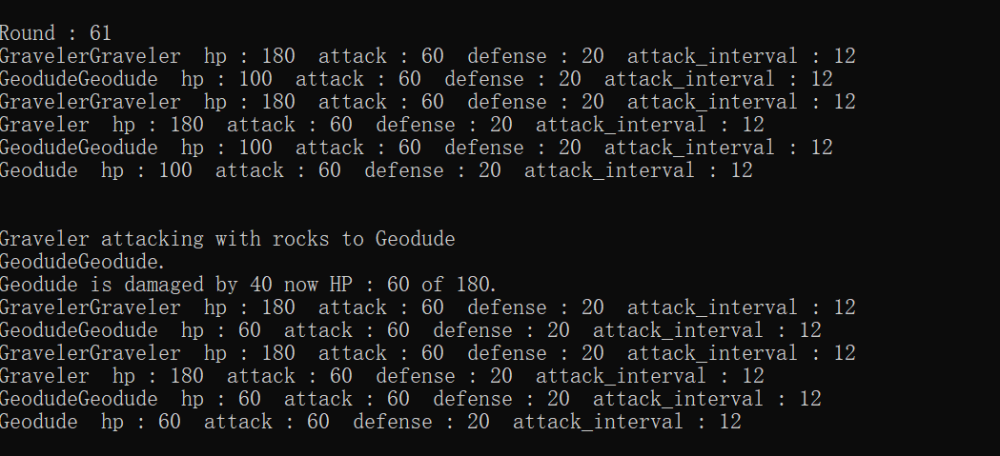 Round : 61
GravelerGraveler  hp : 180  attack : 60  defense : 20  attack_interval : 12
GeodudeGeodude  hp : 100  attack : 60  defense : 20  attack_interval : 12
GravelerGraveler  hp : 180  attack : 60  defense : 20  attack_interval : 12
Graveler  hp : 180  attack : 60  defense : 20  attack_interval : 12
GeodudeGeodude  hp : 100  attack : 60  defense : 20  attack_interval : 12
Geodude  hp : 100  attack : 60  defense : 20  attack_interval : 12
Graveler attacking with rocks to Geodude
GeodudeGeodude.
Geodude is damaged by 40 now HP : 60 of 180.
GravelerGraveler  hp : 180  attack : 60  defense : 20  attack_interval : 12
GeodudeGeodude  hp : 60  attack : 60  defense : 20  attack_interval : 12
GravelerGraveler  hp : 180  attack : 60  defense : 20  attack_interval : 12
Graveler  hp : 180  attack : 60  defense : 20  attack_interval : 12
GeodudeGeodude  hp : 60  attack : 60  defense : 20  attack_interval : 12
Geodude  hp : 60  attack : 60  defense : 20  attack_interval : 12